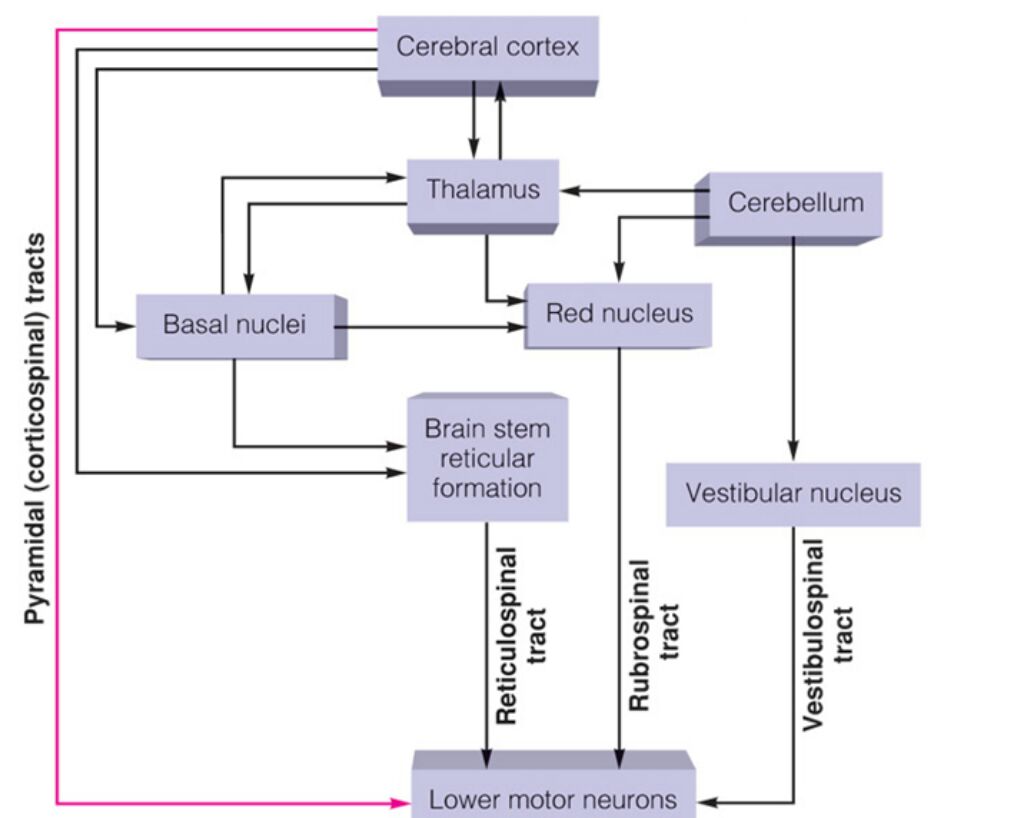 Cerebral cortex
Thalamus
Cerebellum
Basal nuclei
Red nucleus
Pyramidal (corticospinal) tracts
Brain stem
reticular
formation
Vestibular nucleus
Reticulospinal
tract
Rubrospinal
tract
Vestibulospinal
tract
Lower motor neurons